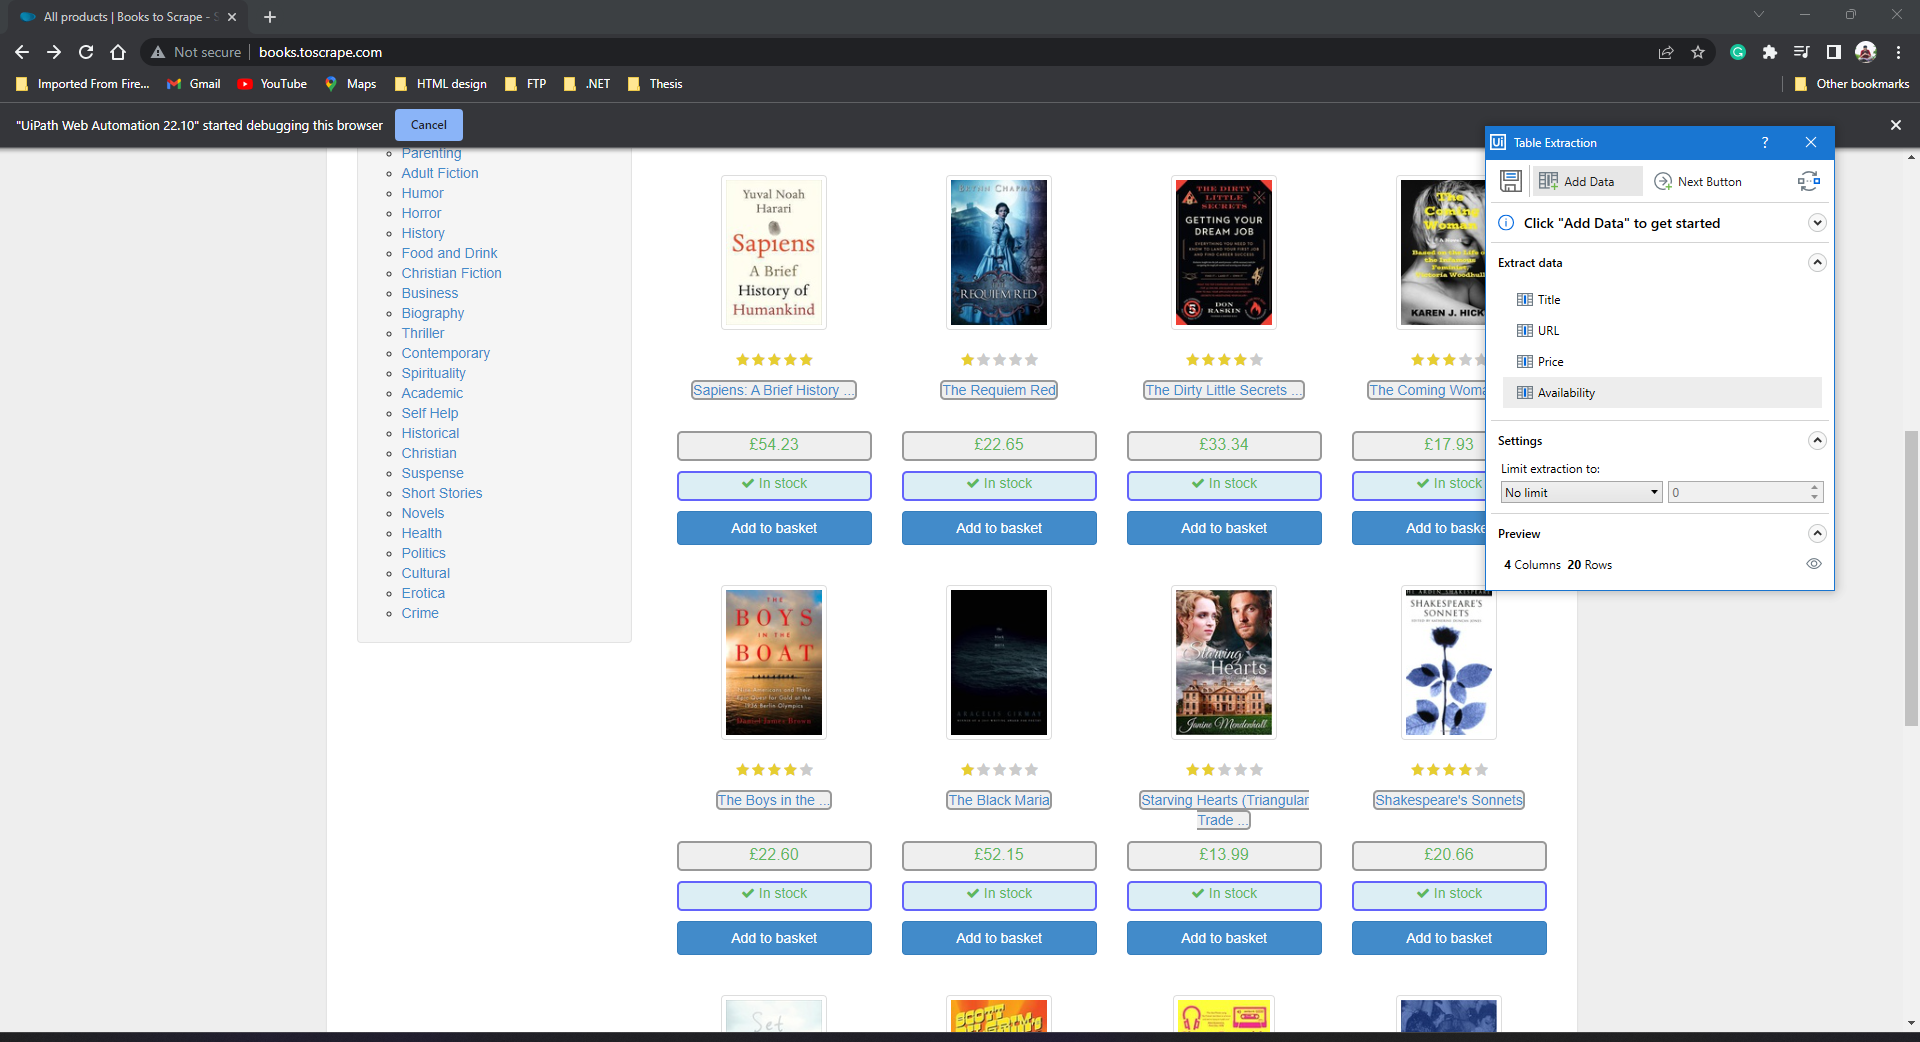 All products | Books to Scrape - S
Not secure
books.toscrape.com
Imported From Fire...
Gmail
YouTube
Maps
HTML design
FTP
.NET
Thesis
Other bookmarks
"UiPath Web Automation 22.10" started debugging this browser
Cancel
Parenting
Adult Fiction
Humor
Horror
History
Food and Drink
Christian Fiction
Business
Biography
Thriller
Contemporary
Spirituality
Academic
Self Help
Historical
Christian
Suspense
Short Stories
Novels
Health
Politics
Cultural
Erotica
Crime
Yuval Noah
Harari
Sapiens
A Brief
History of
Humankind
REQUIEM RED
THE DIRTY
LITTLE
SECRETS
GETTING YOUR
DREAM JOB
DON
RASKIN
The
Coming
Woman
KAREN J. HICK
Sapiens: A Brief History ...
The Requiem Red
The Dirty Little Secrets ...
The Coming Woma
£54.23
£22.65
£33.34
£17.93
In stock
In stock
In stock
In stock
Add to basket
Add to basket
Add to basket
Add to baske
THE
BOYS
IN THE
BOAT
Daniel James Brown
Starving
Hearts
Janine Mendenhall
SHAKESPEARE'S
SONNETS
The Boys in the ...
The Black Maria
Starving Hearts (Triangular
Trade ...
Shakespeare's Sonnets
£22.60
£52.15
£13.99
£20.66
In stock
In stock
In stock
In stock
Add to basket
Add to basket
Add to basket
Add to basket
Set
SCOTT
Ui
Table Extraction
?
Add Data
Next Button
Click "Add Data" to get started
Extract data
Title
URL
Price
Availability
Settings
Limit extraction to:
No limit
0
Preview
4 Columns 20 Rows